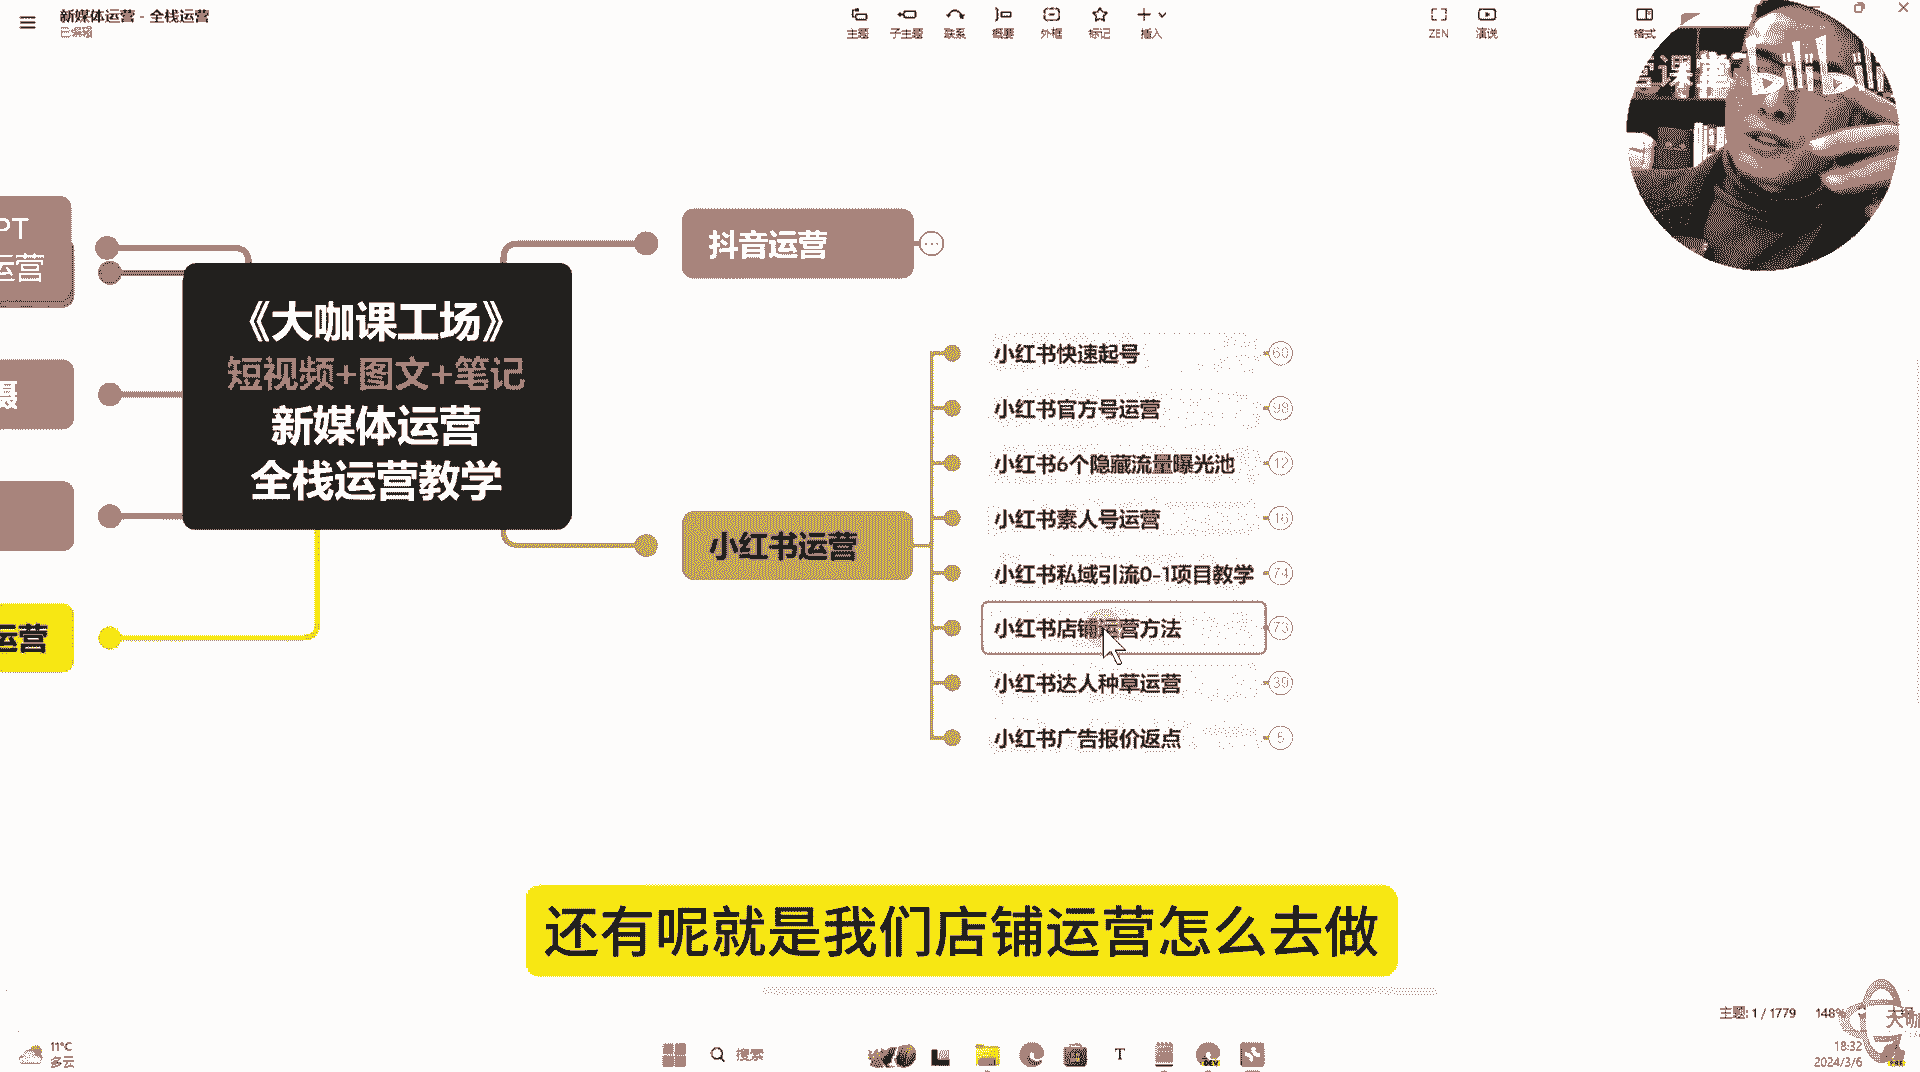 新媒体运营 - 全栈运营
已编辑
主题
子主题
联系
概要
外框
标记
插入
ZEN
演说
格式
bilibili
PT
运营
摄
运营
《大咖课工场》
短视频+图文+笔记
新媒体运营
全栈运营教学
抖音运营
小红书运营
小红书快速起号 60
小红书官方号运营 98
小红书6个隐藏流量曝光池 12
小红书素人号运营 16
小红书私域引流0-1项目教学 74
小红书店铺运营方法 73
小红书达人种草运营 39
小红书广告报价返点 5
还有呢就是我们店铺运营怎么去做
主题: 1 / 1779
148%
大咖
11°C
多云
搜索
T
DEV
18:32
2024/3/6